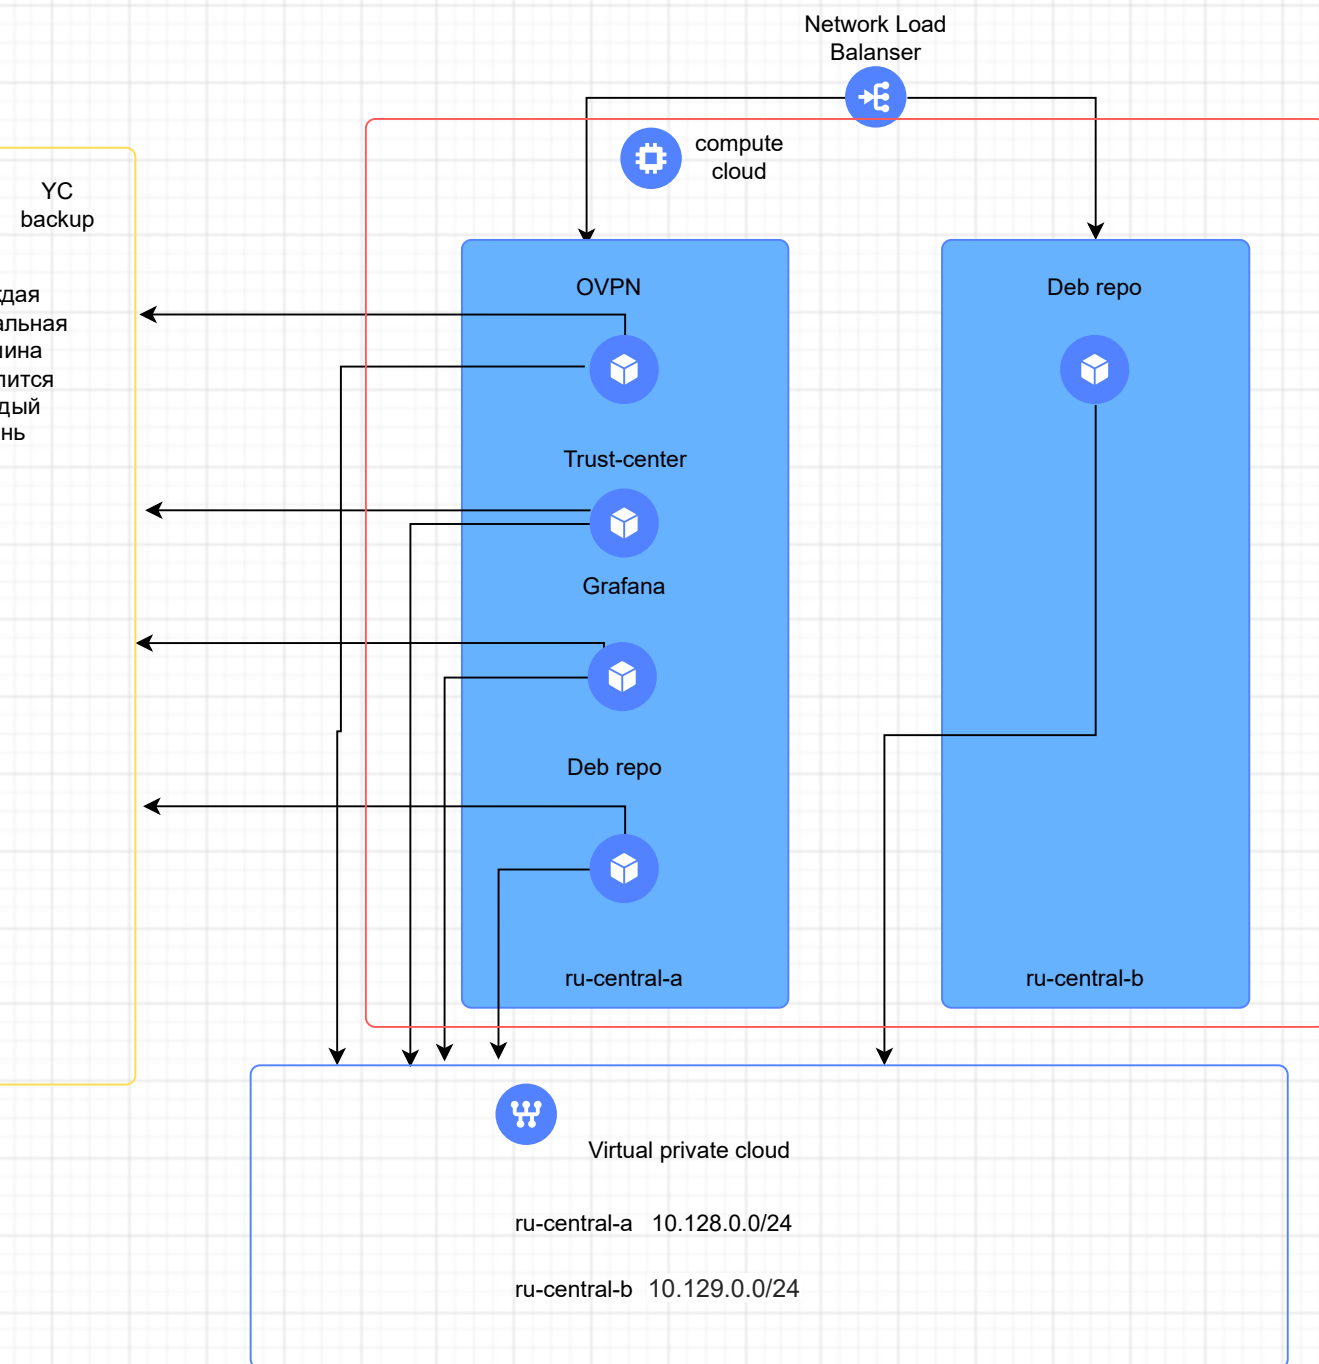 Network Load
Balanser
compute
cloud
YC
backup
OVPN
Deb repo
Trust-center
Grafana
Deb repo
ru-central-a
ru-central-b
Virtual private cloud
ru-central-a 10.128.0.0/24
ru-central-b 10.129.0.0/24